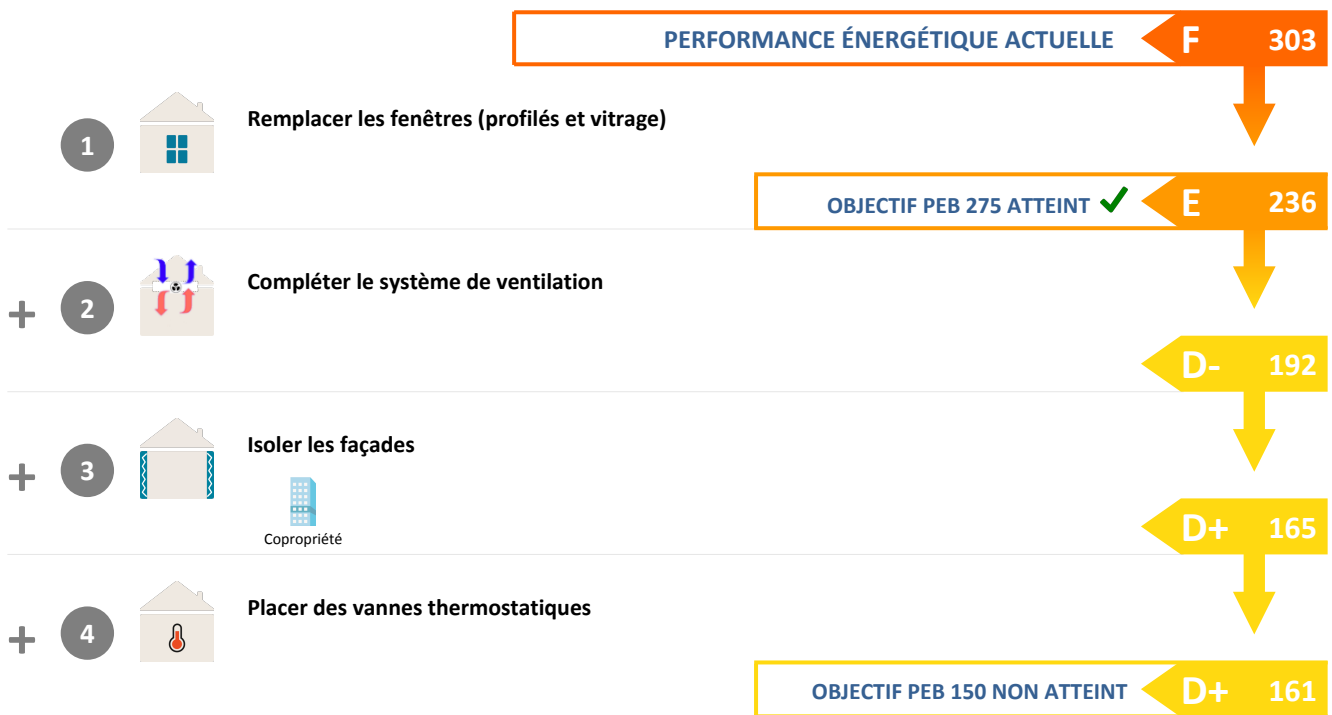 PERFORMANCE ÉNERGÉTIQUE ACTUELLE F 303
1 Remplacer les fenêtres (profilés et vitrage)
OBJECTIF PEB 275 ATTEINT E 236
+ 2 Compléter le système de ventilation
D- 192
+ 3 Isoler les façades
Copropriété
D+ 165
+ 4 Placer des vannes thermostatiques
OBJECTIF PEB 150 NON ATTEINT D+ 161